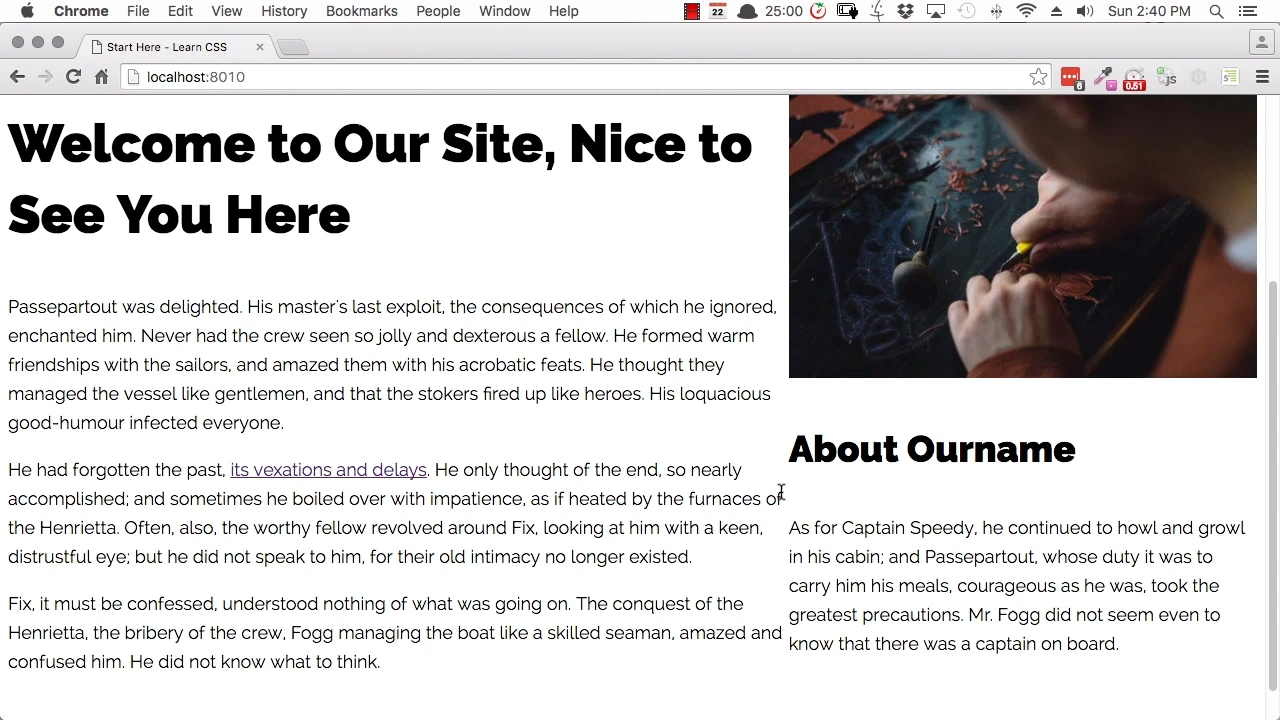 Chrome File Edit View History Bookmarks People Window Help 22 25:00 Sun 2:40 PM
Start Here - Learn CSS
localhost:8010
6 0.51 js
Welcome to Our Site, Nice to
See You Here
Passepartout was delighted. His master's last exploit, the consequences of which he ignored,
enchanted him. Never had the crew seen so jolly and dexterous a fellow. He formed warm
friendships with the sailors, and amazed them with his acrobatic feats. He thought they
managed the vessel like gentlemen, and that the stokers fired up like heroes. His loquacious
good-humour infected everyone.
He had forgotten the past, its vexations and delays. He only thought of the end, so nearly
accomplished; and sometimes he boiled over with impatience, as if heated by the furnaces of
the Henrietta. Often, also, the worthy fellow revolved around Fix, looking at him with a keen,
distrustful eye; but he did not speak to him, for their old intimacy no longer existed.
Fix, it must be confessed, understood nothing of what was going on. The conquest of the
Henrietta, the bribery of the crew, Fogg managing the boat like a skilled seaman, amazed and
confused him. He did not know what to think.
About Ourname
As for Captain Speedy, he continued to howl and growl
in his cabin; and Passepartout, whose duty it was to
carry him his meals, courageous as he was, took the
greatest precautions. Mr. Fogg did not seem even to
know that there was a captain on board.